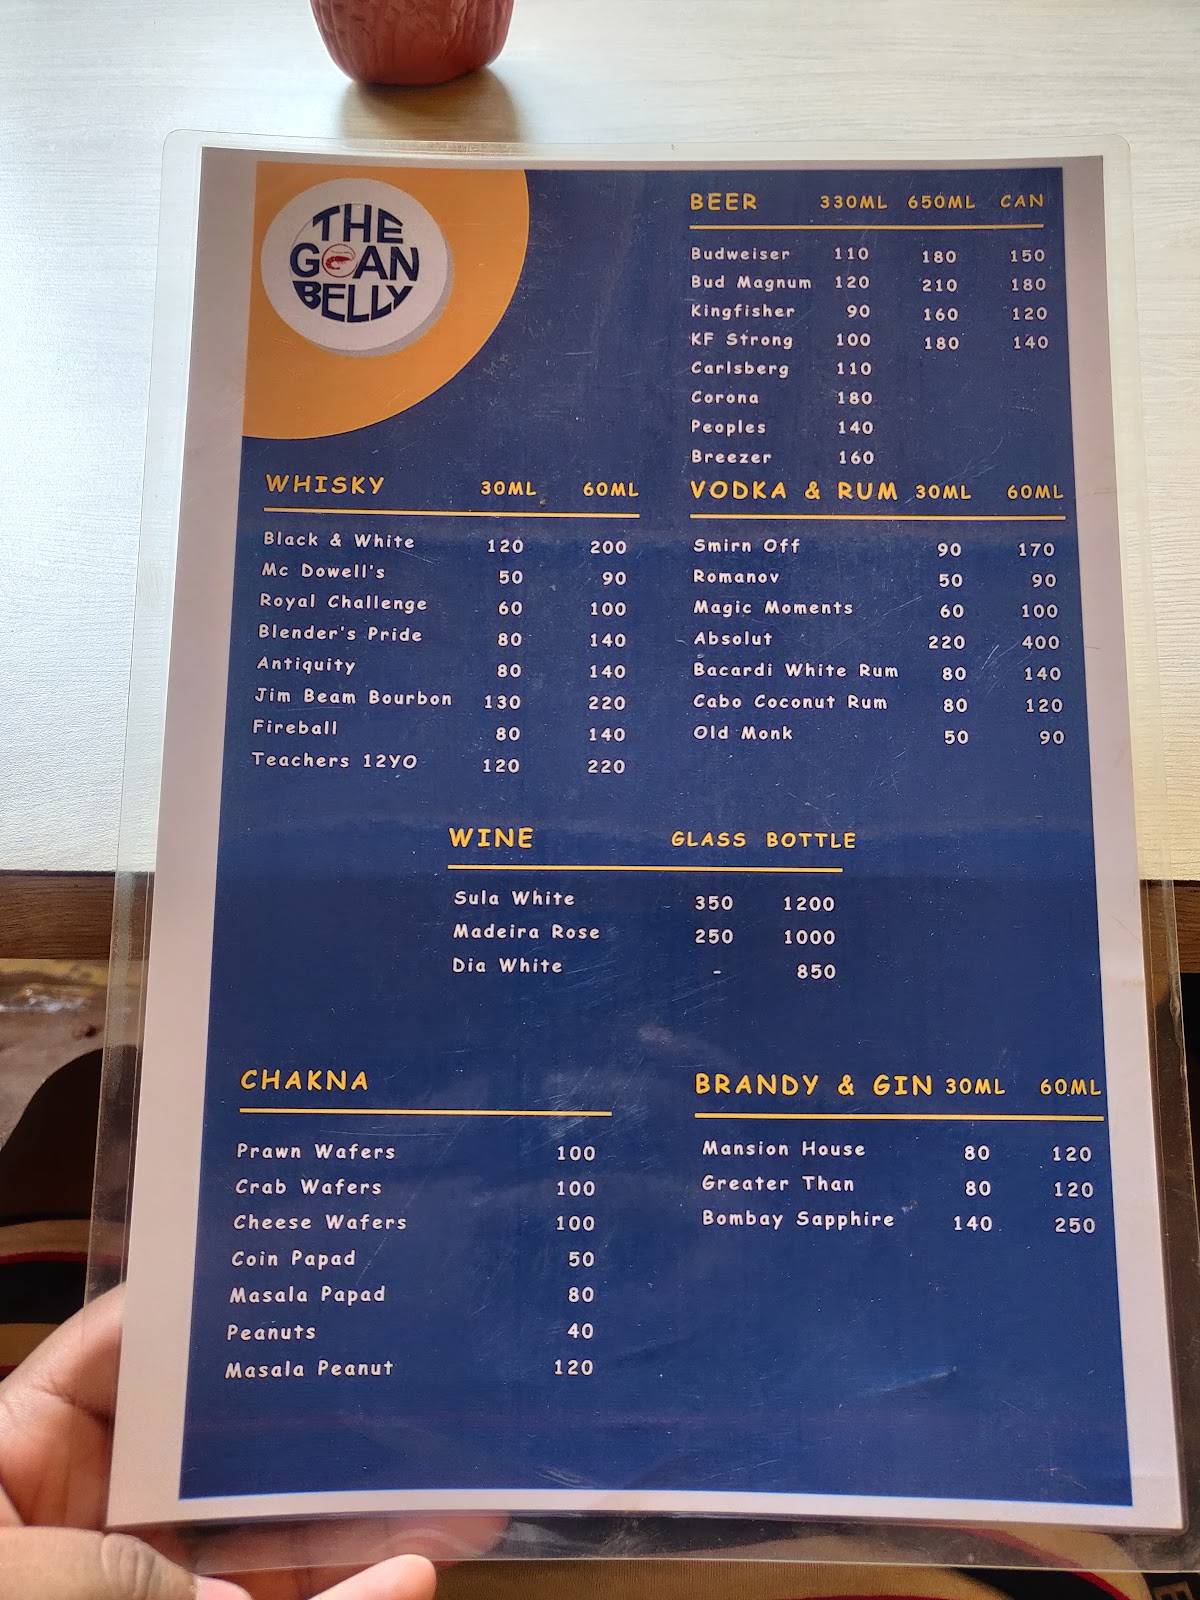 THE
GOAN
BELLY
BEER 330ML 650ML CAN
Budweiser 110 180 150
Bud Magnum 120 210 180
Kingfisher 90 160 120
KF Strong 100 180 140
Carlsberg 110
Corona 180
Peoples 140
Breezer 160
WHISKY 30ML 60ML
Black & White 120 200
Mc Dowell's 50 90
Royal Challenge 60 100
Blender's Pride 80 140
Antiquity 80 140
Jim Beam Bourbon 130 220
Fireball 80 140
Teachers 12YO 120 220
VODKA & RUM 30ML 60ML
Smirn Off 90 170
Romanov 50 90
Magic Moments 60 100
Absolut 220 400
Bacardi White Rum 80 140
Cabo Coconut Rum 80 120
Old Monk 50 90
WINE GLASS BOTTLE
Sula White 350 1200
Madeira Rose 250 1000
Dia White - 850
CHAKNA
Prawn Wafers 100
Crab Wafers 100
Cheese Wafers 100
Coin Papad 50
Masala Papad 80
Peanuts 40
Masala Peanut 120
BRANDY & GIN 30ML 60ML
Mansion House 80 120
Greater Than 80 120
Bombay Sapphire 140 250